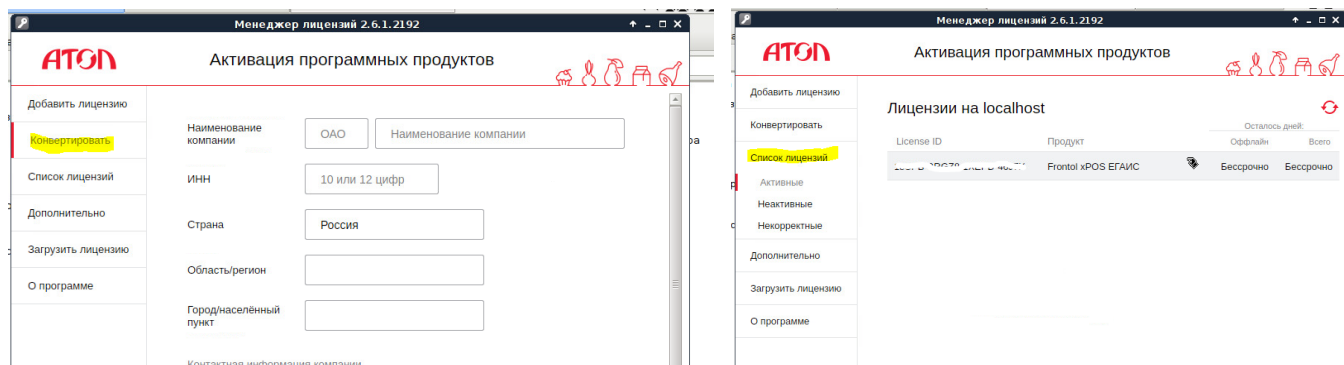 Менеджер лицензий 2.6.1.2192
АТОЛ
Активация программных продуктов
Добавить лицензию
Конвертировать
Список лицензий
Дополнительно
Загрузить лицензию
О программе
Наименование компании
ОАО
Наименование компании
ИНН
10 или 12 цифр
Страна
Россия
Область/регион
Город/населённый
пункт
Контактная информация компании
Менеджер лицензий 2.6.1.2192
АТОЛ
Активация программных продуктов
Добавить лицензию
Конвертировать
Список лицензий
Активные
Неактивные
Некорректные
Дополнительно
Загрузить лицензию
О программе
Лицензии на localhost
Осталось дней:
License ID
Продукт
Оффлайн
Всего
Frontol xPOS ЕГАИС
Бессрочно
Бессрочно